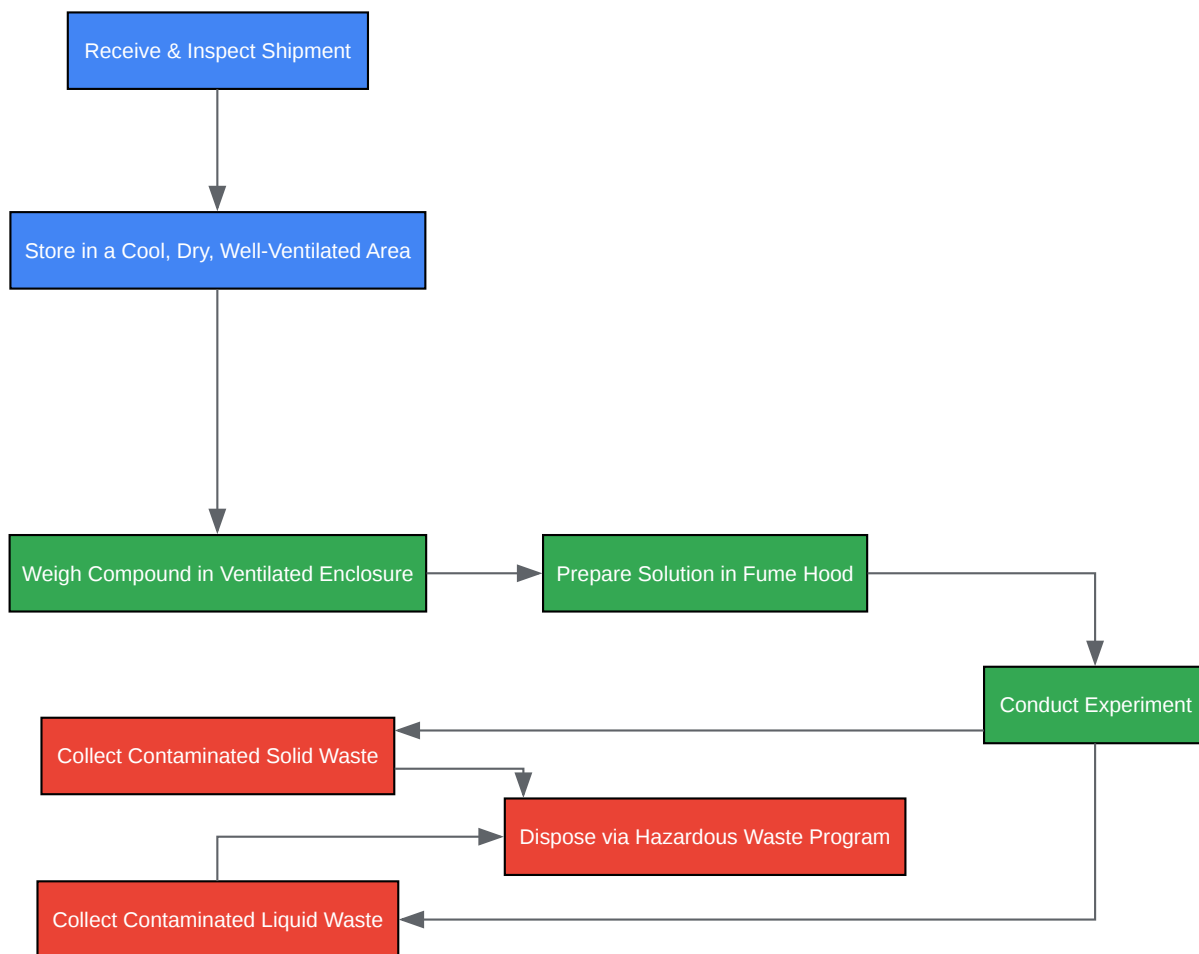 Receive & Inspect Shipment
Store in a Cool, Dry, Well-Ventilated Area
Weigh Compound in Ventilated Enclosure
Prepare Solution in Fume Hood
Conduct Experiment
Collect Contaminated Solid Waste
Dispose via Hazardous Waste Program
Collect Contaminated Liquid Waste